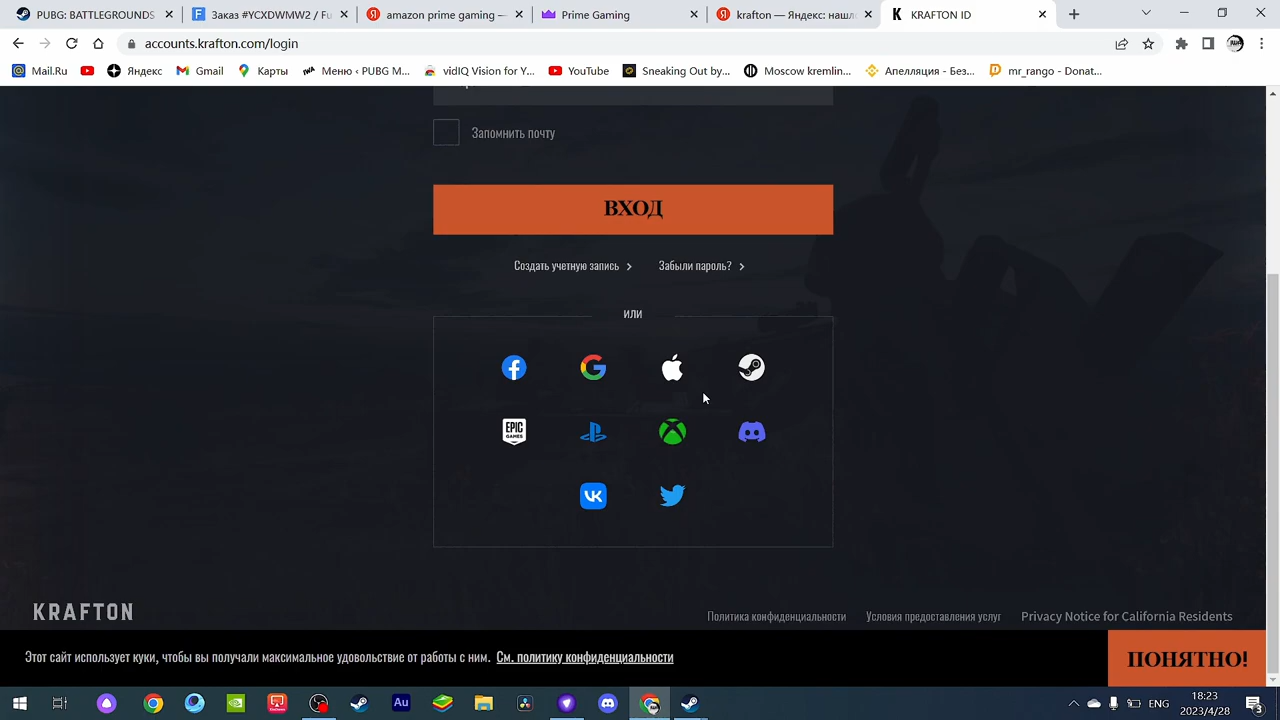 PUBG: BATTLEGROUNDS
Заказ #YCXDWMW2 / Fu
amazon prime gaming —
Prime Gaming
krafton — Яндекс: нашло
KRAFTON ID
accounts.krafton.com/login
Mail.Ru
Яндекс
Gmail
Карты
Меню ‹ PUBG M...
vidIQ Vision for Y...
YouTube
Sneaking Out by...
Moscow kremlin...
Апелляция - Без...
mr_rango - Donat...
Запомнить почту
ВХОД
Создать учетную запись
Забыли пароль?
ИЛИ
EPIC GAMES
KRAFTON
Политика конфиденциальности
Условия предоставления услуг
Privacy Notice for California Residents
Этот сайт использует куки, чтобы вы получали максимальное удовольствие от работы с ним. См. политику конфиденциальности
ПОНЯТНО!
Au
ENG
18:23
2023/4/28
3